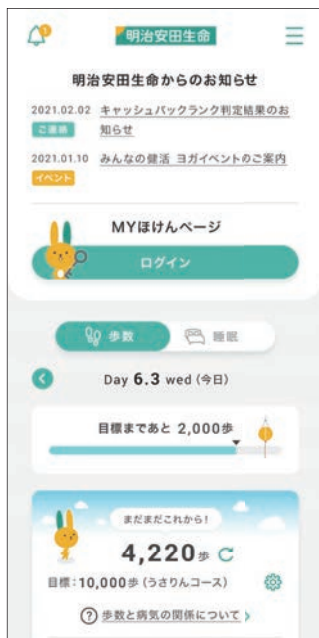 1
明治安田生命
明治安田生命からのお知らせ
2021.02.02 キャッシュバックランク判定結果のお
ご連絡 知らせ
2021.01.10 みんなの健活 ヨガイベントのご案内
イベント
MYほけんページ
ログイン
歩数 睡眠
Day 6.3 wed (今日)
目標まであと 2,000歩
まだまだこれから!
4,220歩
目標:10,000歩 (うさりんコース)
? 歩数と病気の関係について